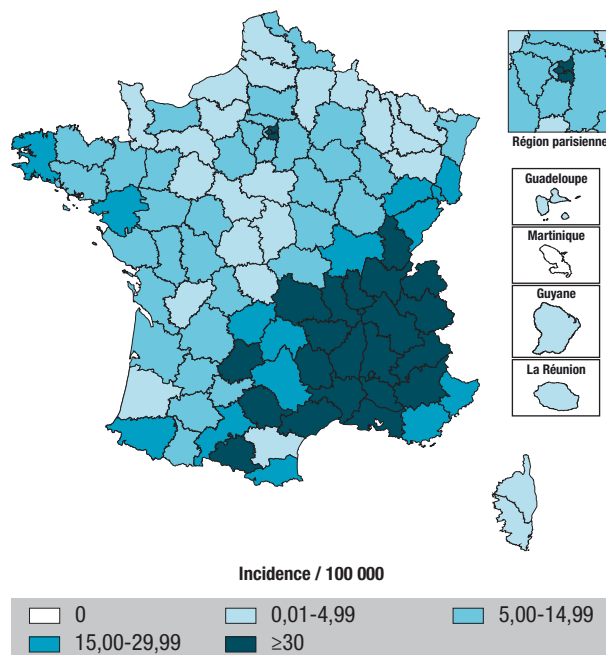 Région parisienne
Guadeloupe
Martinique
Guyane
La Réunion
Incidence / 100 000
0
0,01-4,99
5,00-14,99
15,00-29,99
≥30